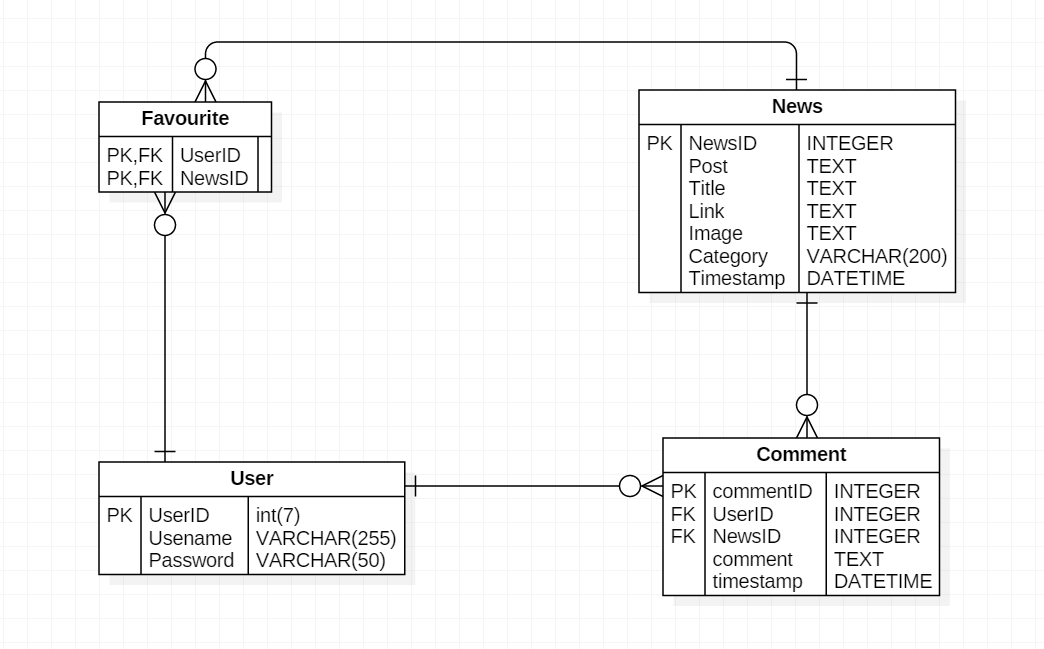 Favourite
PK,FK UserID
PK,FK NewsID
News
PK NewsID INTEGER
Post TEXT
Title TEXT
Link TEXT
Image TEXT
Category VARCHAR(200)
Timestamp DATETIME
User
PK UserID int(7)
Usename VARCHAR(255)
Password VARCHAR(50)
Comment
PK commentID INTEGER
FK UserID INTEGER
FK NewsID INTEGER
comment TEXT
timestamp DATETIME